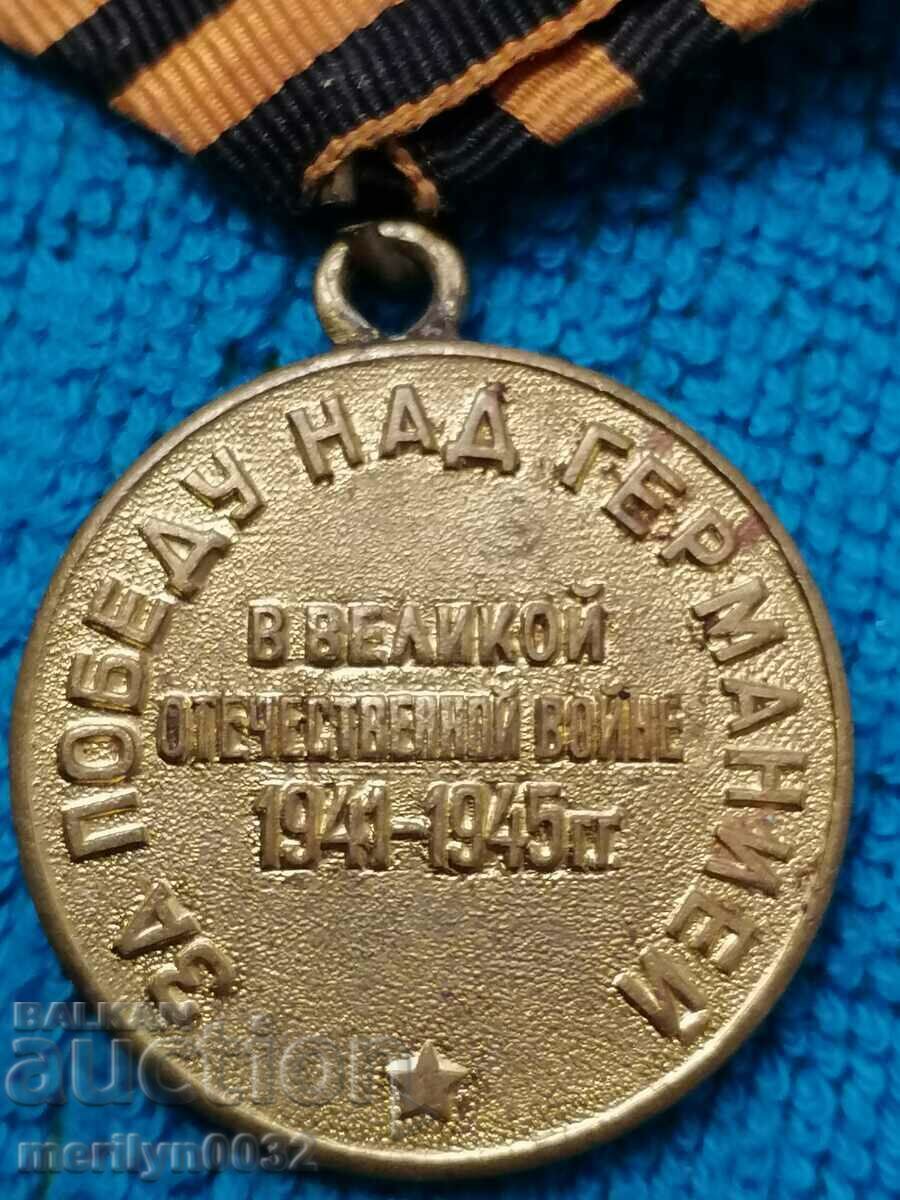 ЗА ПОБЕДУ НАД ГЕРМАНИЕЙ
В ВЕЛИКОЙ
ОТЕЧЕСТВЕННОЙ ВОЙНЕ
1941-1945гг.
BALKAN
auction
merilyn0032